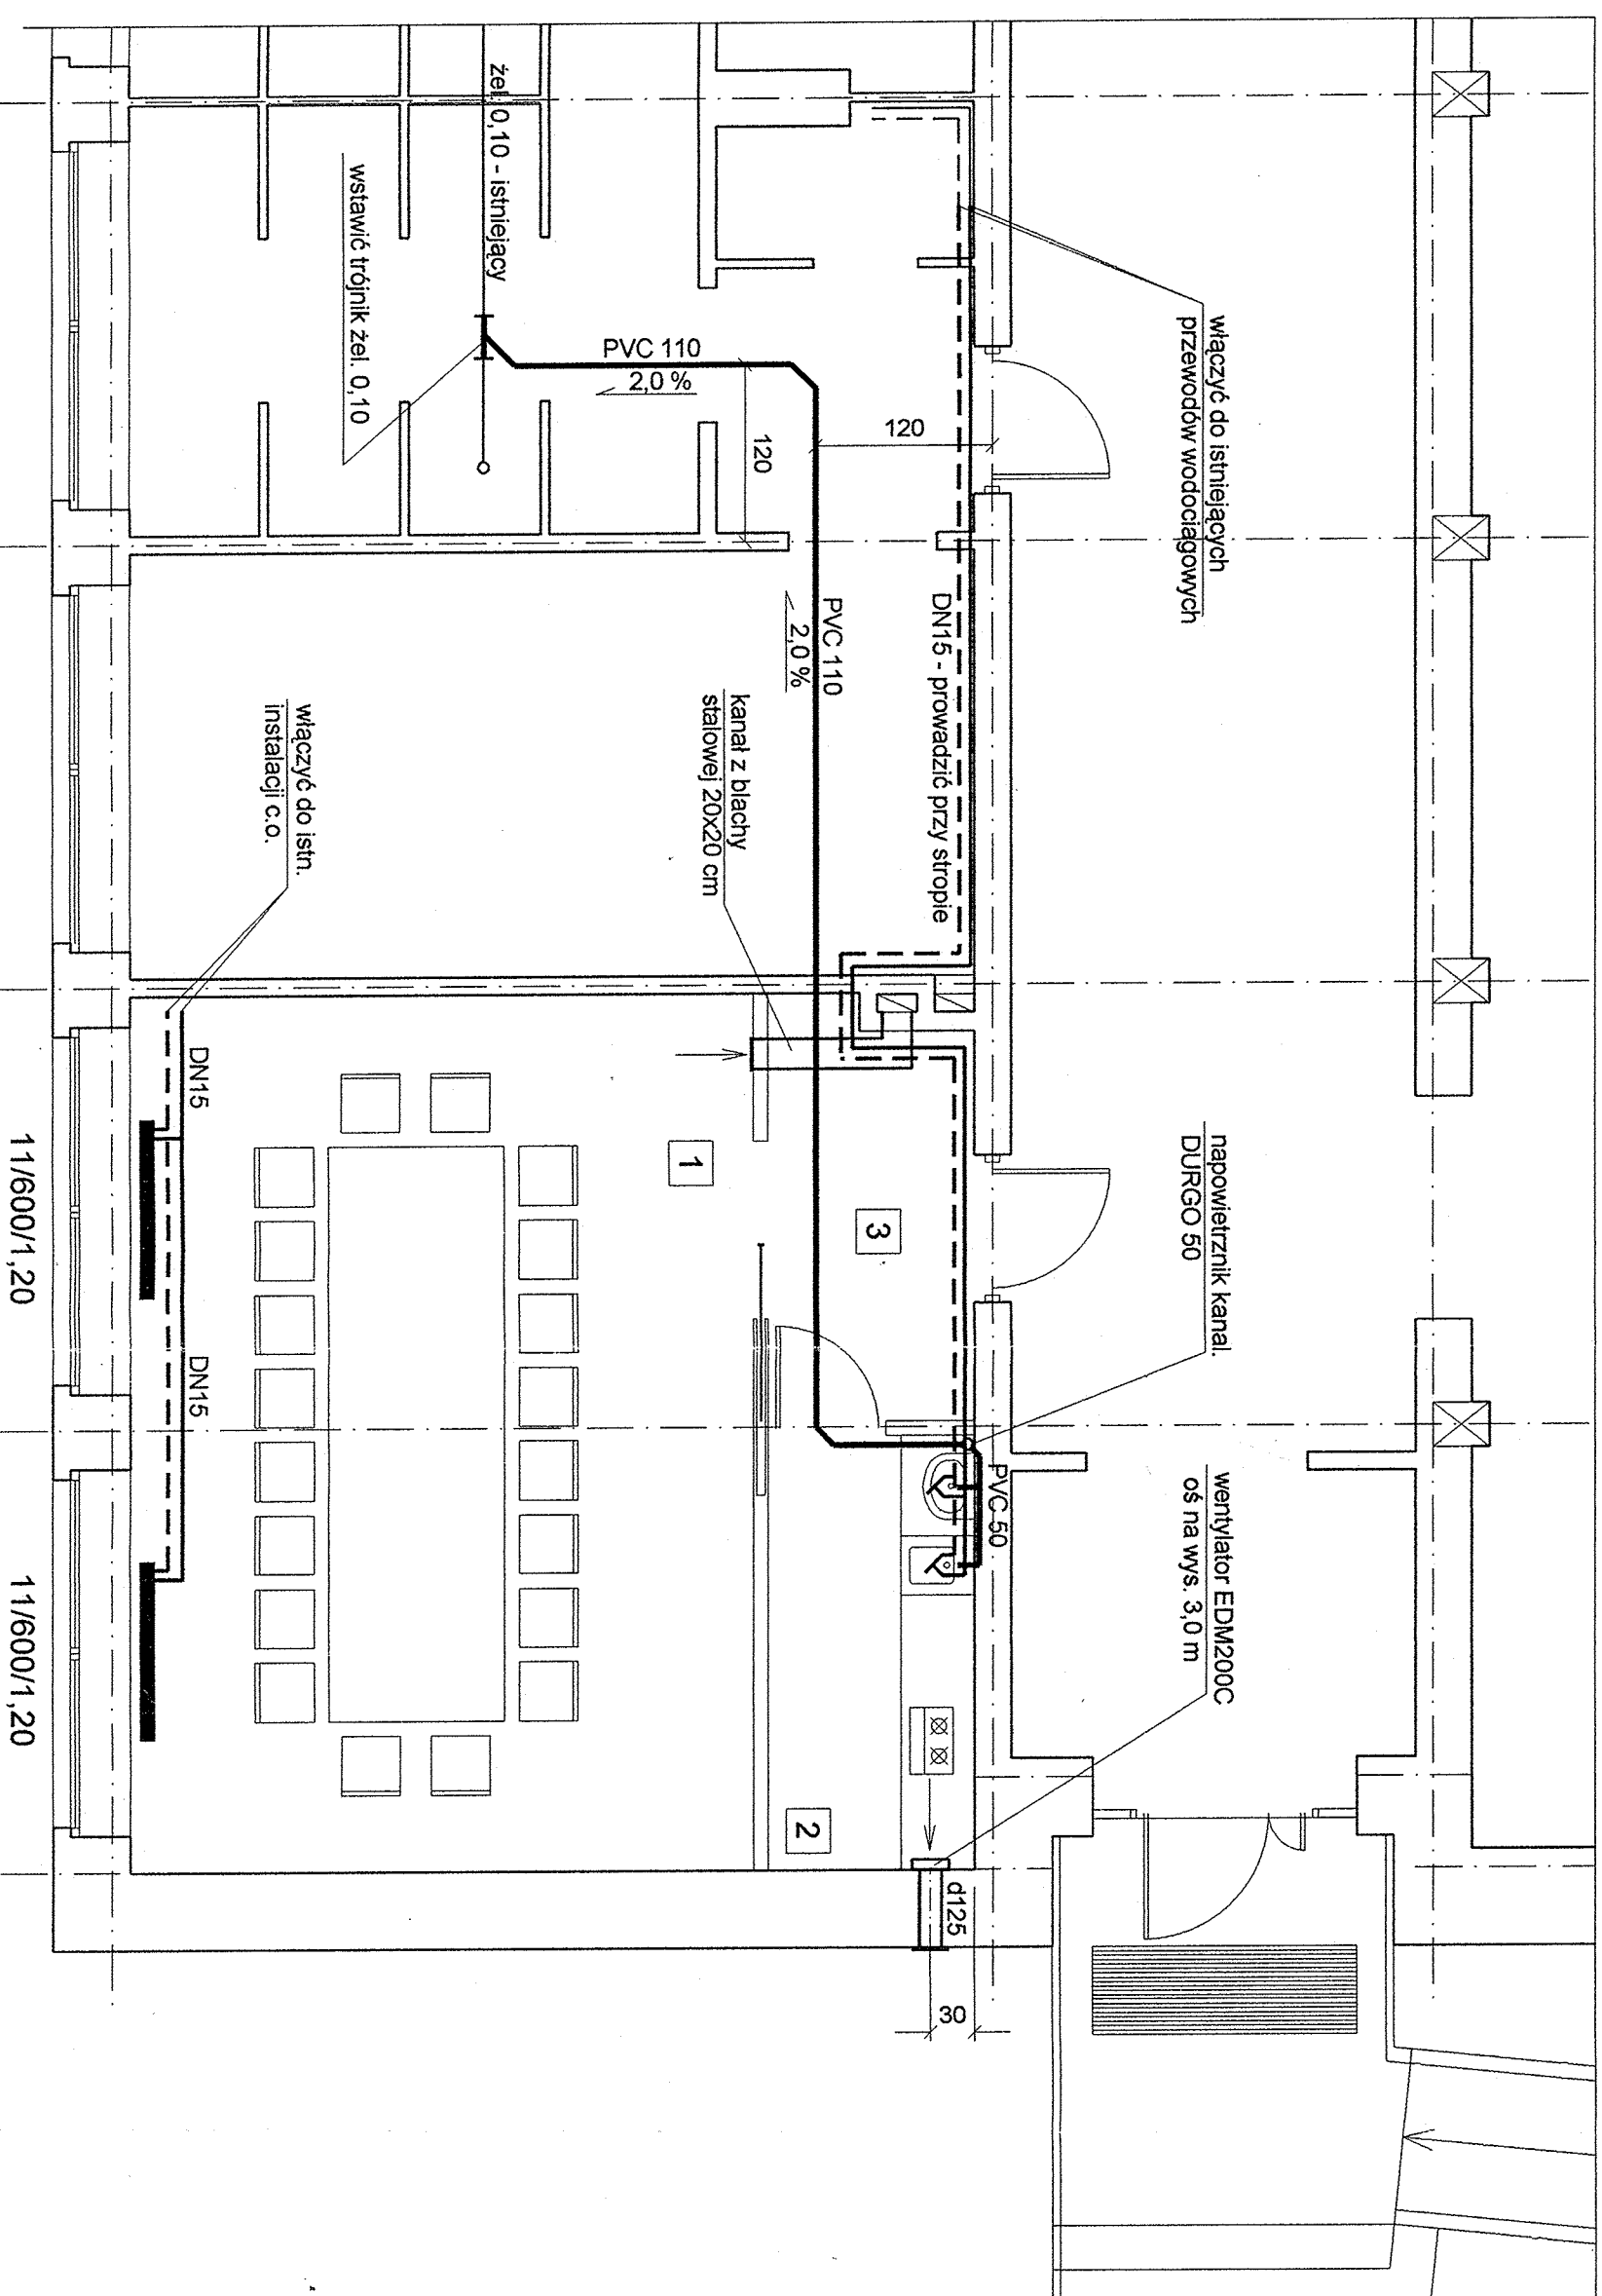 włączyć do istniejących
przewodów wodociągowych
napowietrznik kanal.
DURGO 50
wentylator EDM200C
oś na wys. 3,0 m
DN15 - prowadzić przy stropie
PVC 50
d125
30
120
120
PVC 110
2,0 %
PVC 110
2,0 %
3
2
1
kanał z blachy
stalowej 20x20 cm
żel. 0,10 - istniejący
wstawić trójnik żel. 0,10
włączyć do istn.
instalacji c.o.
DN15
DN15
11/600/1,20
11/600/1,20